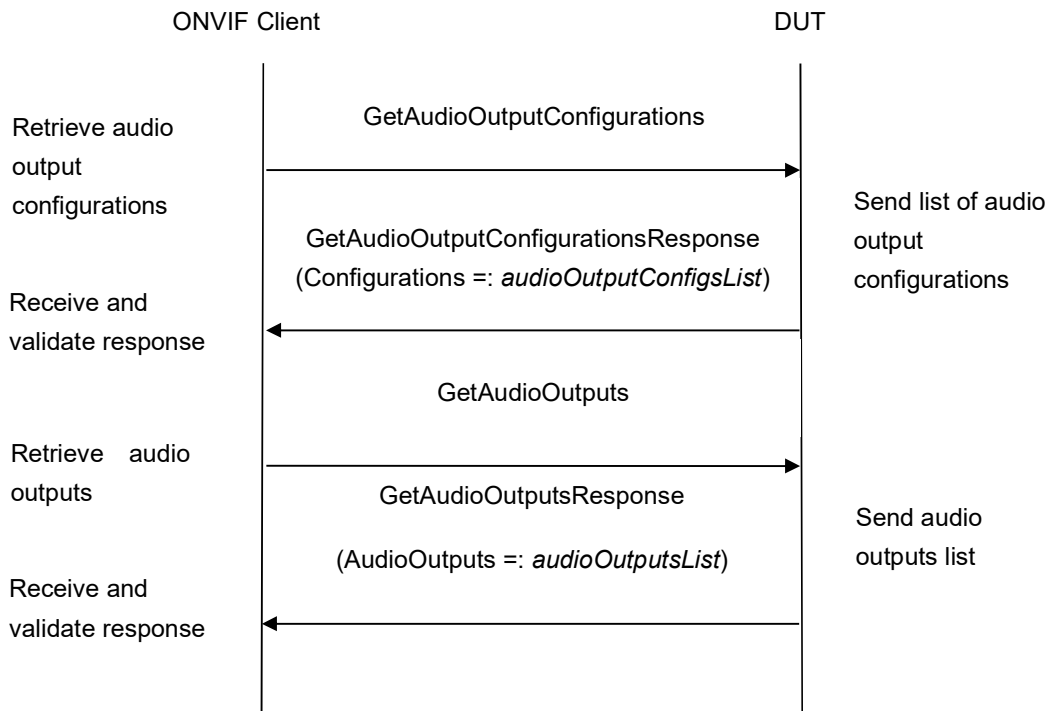 ONVIF Client
DUT
GetAudioOutputConfigurations
Retrieve audio
output
configurations
Send list of audio
output
configurations
GetAudioOutputConfigurationsResponse
(Configurations =: audioOutputConfigsList)
Receive and
validate response
GetAudioOutputs
Retrieve audio
outputs
GetAudioOutputsResponse
(AudioOutputs =: audioOutputsList)
Send audio
outputs list
Receive and
validate response